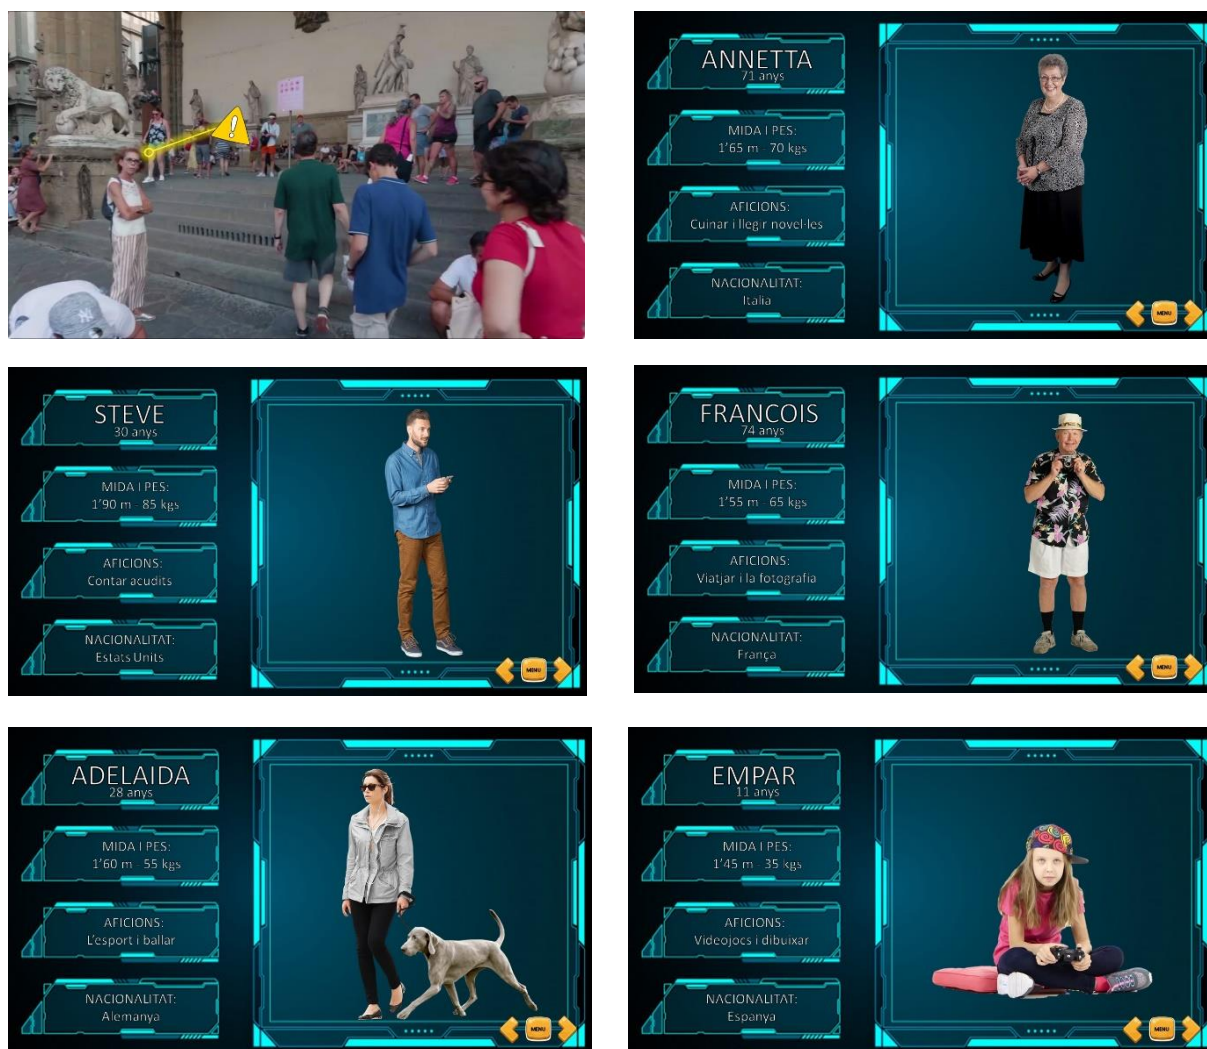 !
ANNETTA
71 anys
MIDA I PES:
1'65 m - 70 kgs
AFICIONS:
Cuinar i llegir novel·les
NACIONALITAT:
Italia
MENU
STEVE
30 anys
MIDA I PES:
1'90 m - 85 kgs
AFICIONS:
Contar acudits
NACIONALITAT:
Estats Units
MENU
FRANCOIS
74 anys
MIDA I PES:
1'55 m - 65 kgs
AFICIONS:
Viatjar i la fotografia
NACIONALITAT:
França
MENU
ADELAIDA
28 anys
MIDA I PES:
1'60 m - 55 kgs
AFICIONS:
L'esport i ballar
NACIONALITAT:
Alemanya
MENU
EMPAR
11 anys
MIDA I PES:
1'45 m - 35 kgs
AFICIONS:
Videojocs i dibuixar
NACIONALITAT:
Espanya
MENU